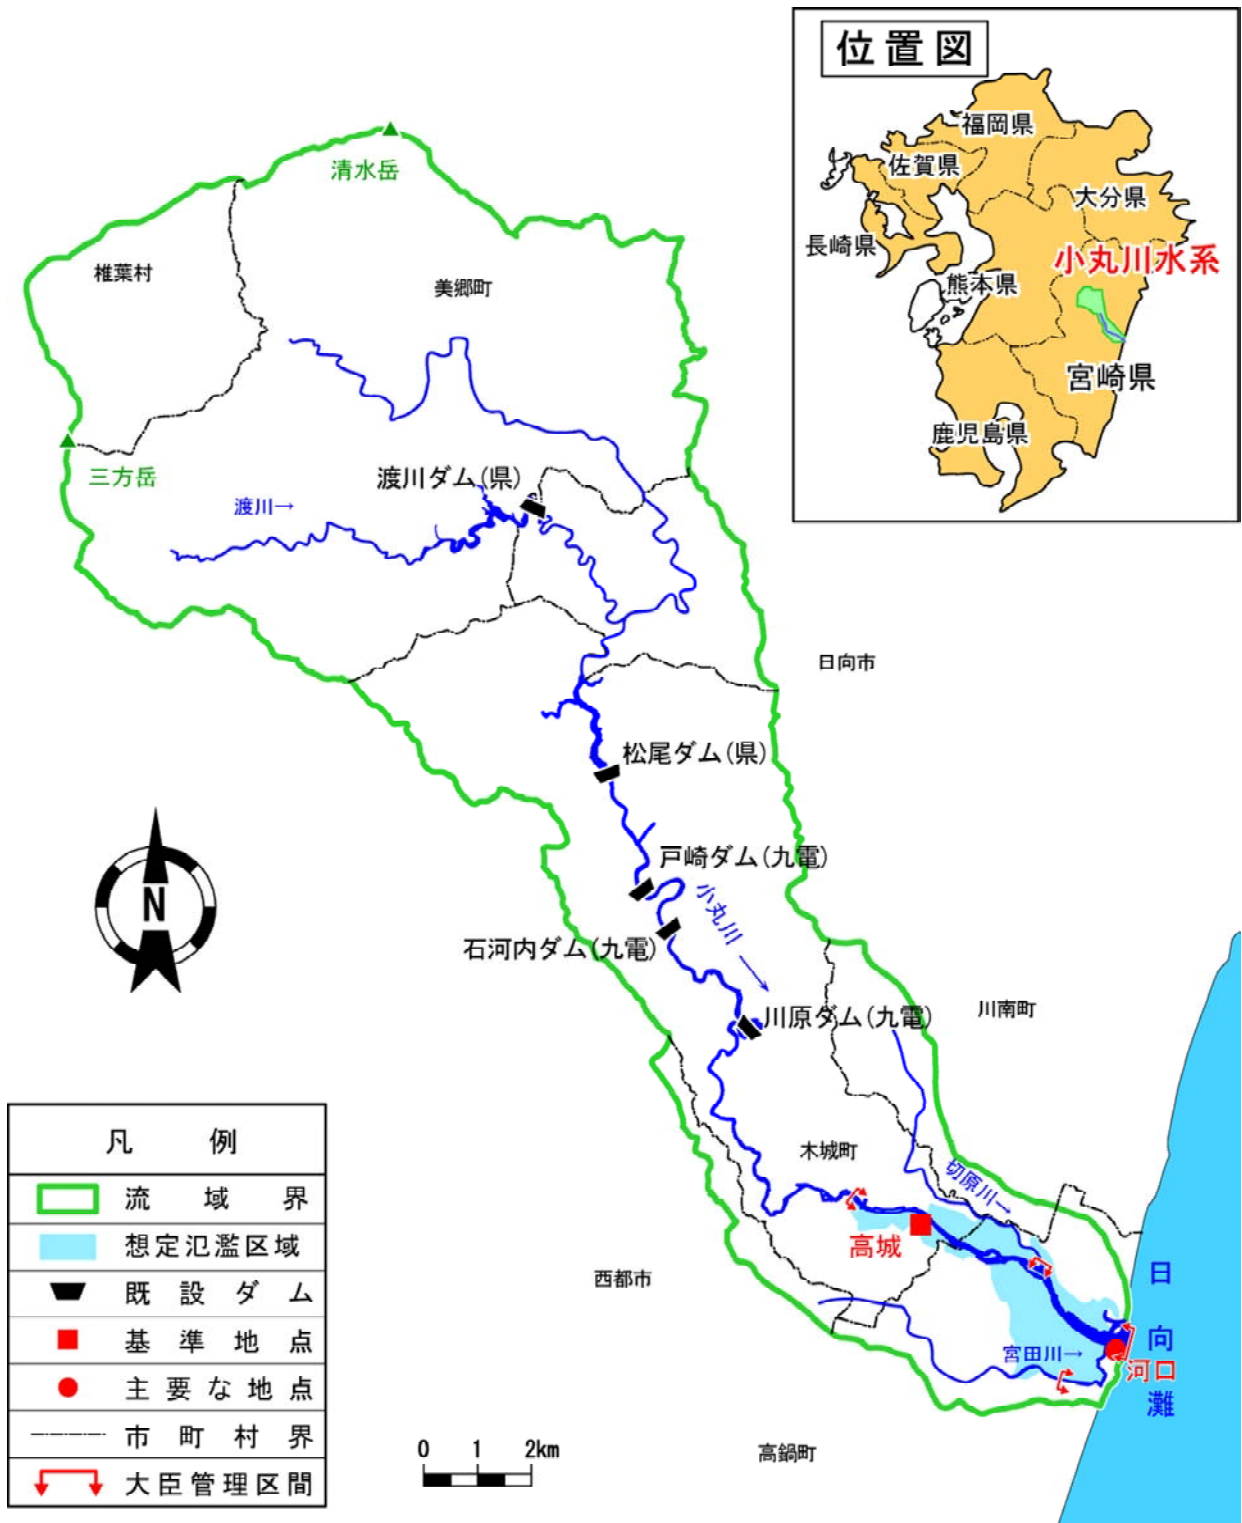 位置図
福岡県
佐賀県
大分県
長崎県
小丸川水系
熊本県
宮崎県
鹿児島県
清水岳
椎葉村
美郷町
三方岳
渡川ダム(県)
渡川→
日向市
松尾ダム(県)
戸崎ダム(九電)
小丸川→
石河内ダム(九電)
川南町
川原ダム(九電)
N
木城町
切原川→
高城
西都市
日向灘
宮田川→
河口
高鍋町
凡例
流域界
想定氾濫区域
既設ダム
基準地点
主要な地点
市町村界
大臣管理区間
0 1 2km